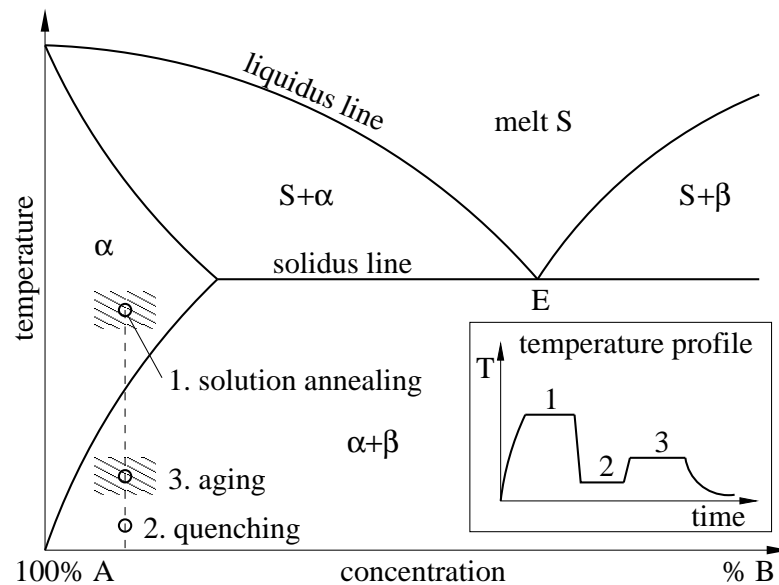 liquidus line
melt S
S+α
S+β
temperature
α
solidus line
E
temperature profile
T
1
2
3
time
1. solution annealing
α+β
3. aging
2. quenching
100% A
concentration
% B